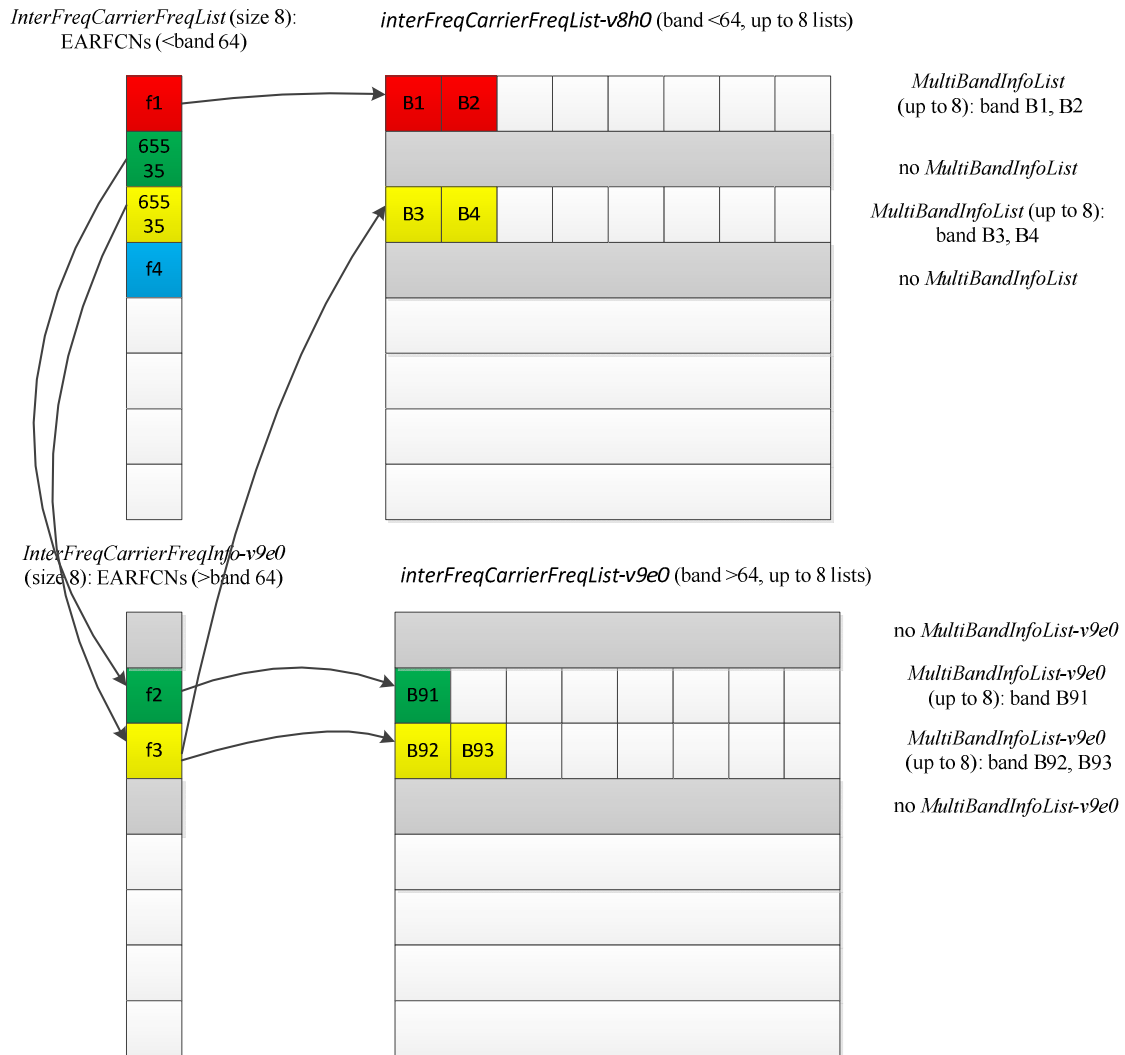 InterFreqCarrierFreqList (size 8):
EARFCNs (<band 64)
interFreqCarrierFreqList-v8h0 (band <64, up to 8 lists)
f1
B1 B2
MultiBandInfoList
(up to 8): band B1, B2
655
35
no MultiBandInfoList
655
35
B3 B4
MultiBandInfoList (up to 8):
band B3, B4
f4
no MultiBandInfoList
InterFreqCarrierFreqInfo-v9e0
(size 8): EARFCNs (>band 64)
interFreqCarrierFreqList-v9e0 (band >64, up to 8 lists)
no MultiBandInfoList-v9e0
f2
B91
MultiBandInfoList-v9e0
(up to 8): band B91
f3
B92 B93
MultiBandInfoList-v9e0
(up to 8): band B92, B93
no MultiBandInfoList-v9e0